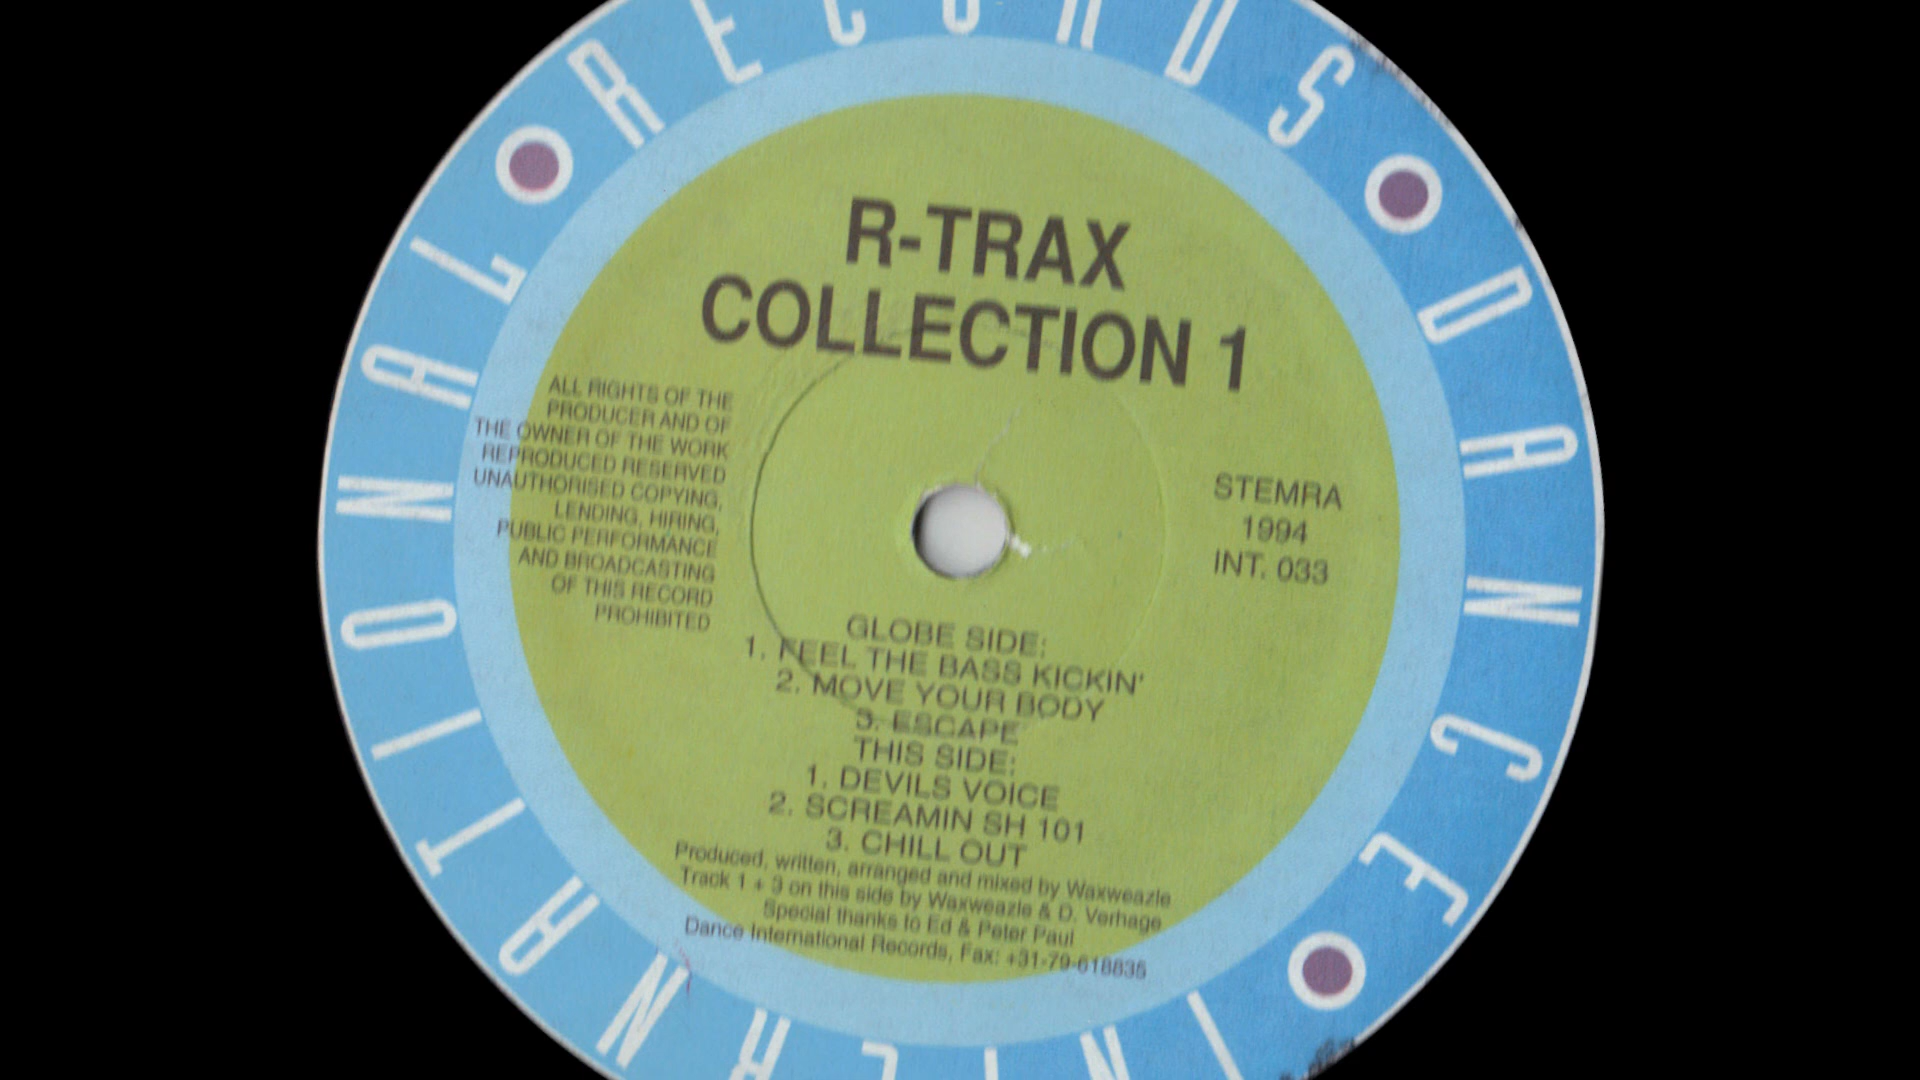 DANCE INTERNATIONAL RECORDS
R-TRAX
COLLECTION 1
ALL RIGHTS OF THE
PRODUCER AND OF
THE OWNER OF THE WORK
REPRODUCED RESERVED
UNAUTHORISED COPYING,
LENDING, HIRING,
PUBLIC PERFORMANCE
AND BROADCASTING
OF THIS RECORD
PROHIBITED
STEMRA
1994
INT. 033
GLOBE SIDE:
1. FEEL THE BASS KICKIN'
2. MOVE YOUR BODY
3. ESCAPE
THIS SIDE:
1. DEVILS VOICE
2. SCREAMIN SH 101
3. CHILL OUT
Produced, written, arranged and mixed by Waxweazle
Track 1 + 3 on this side by Waxweazle & D. Verhage
Special thanks to Ed & Peter Paul
Dance International Records, Fax: +31-79-618835